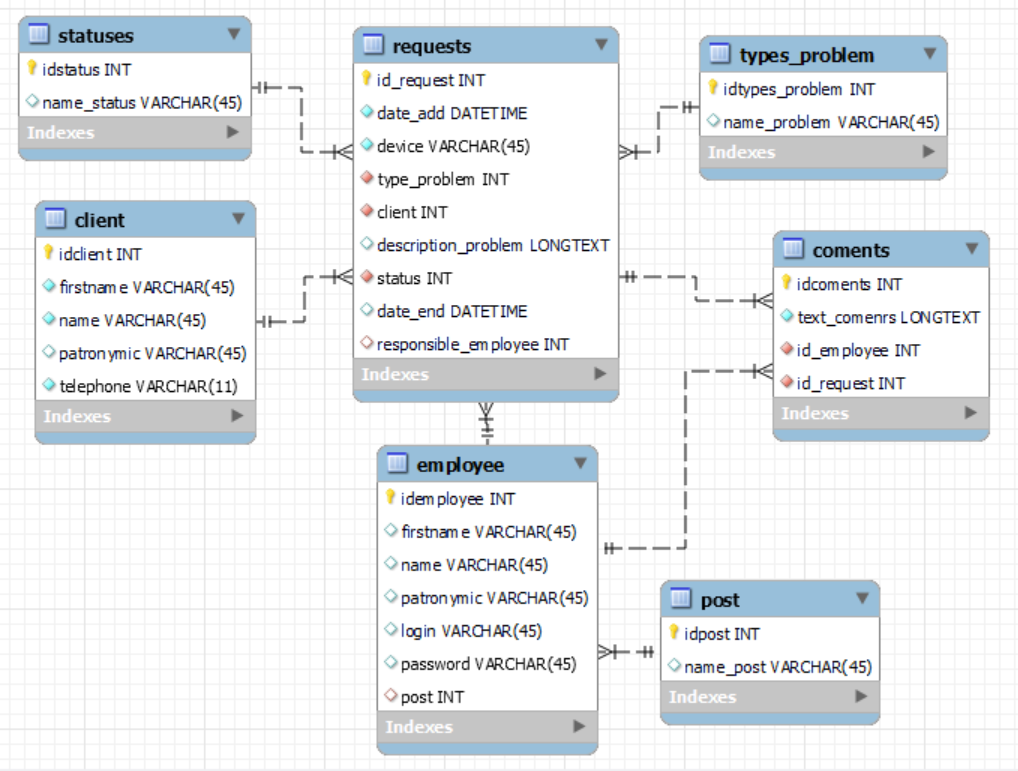 statuses
idstatus INT
name_status VARCHAR(45)
Indexes
requests
id_request INT
date_add DATETIME
device VARCHAR(45)
type_problem INT
client INT
description_problem LONGTEXT
status INT
date_end DATETIME
responsible_employee INT
Indexes
types_problem
idtypes_problem INT
name_problem VARCHAR(45)
Indexes
client
idclient INT
firstname VARCHAR(45)
name VARCHAR(45)
patronymic VARCHAR(45)
telephone VARCHAR(11)
Indexes
coments
idcoments INT
text_comenrs LONGTEXT
id_employee INT
id_request INT
Indexes
employee
idemployee INT
firstname VARCHAR(45)
name VARCHAR(45)
patronymic VARCHAR(45)
login VARCHAR(45)
password VARCHAR(45)
post INT
Indexes
post
idpost INT
name_post VARCHAR(45)
Indexes